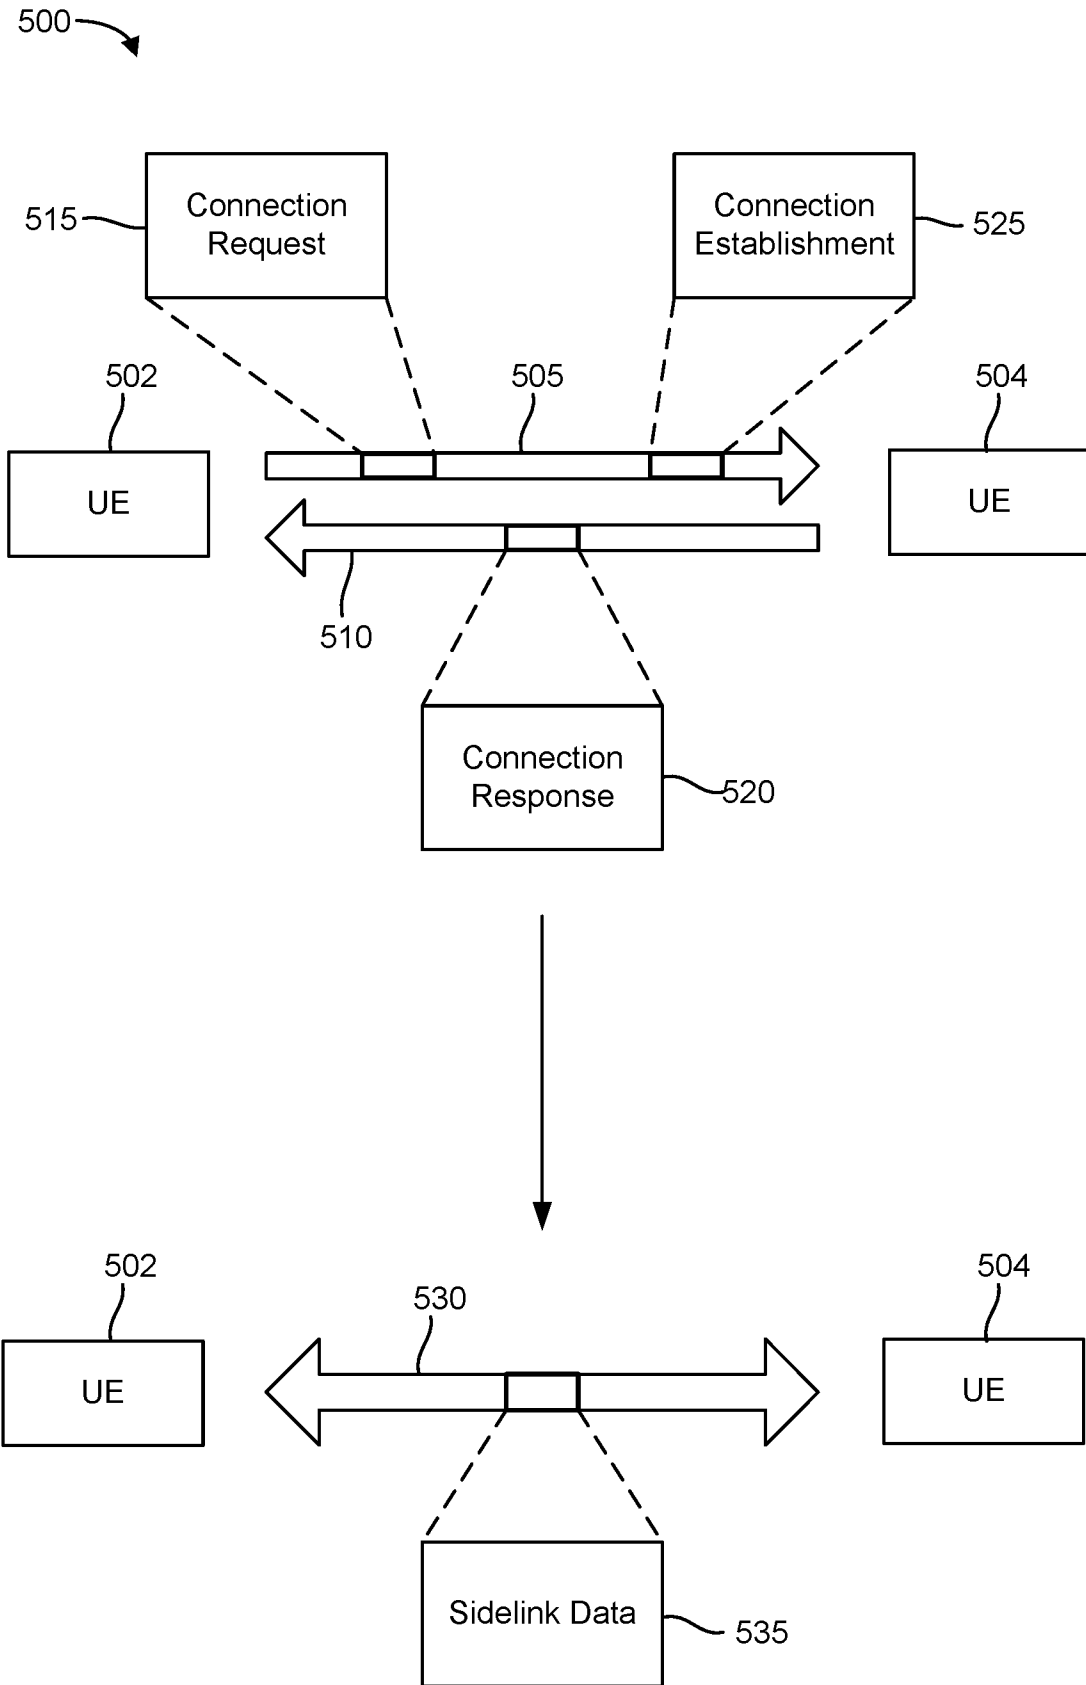 500
Connection
Request
515
Connection
Establishment
525
502
505
504
UE
UE
510
Connection
Response
520
502
504
530
UE
UE
Sidelink Data
535